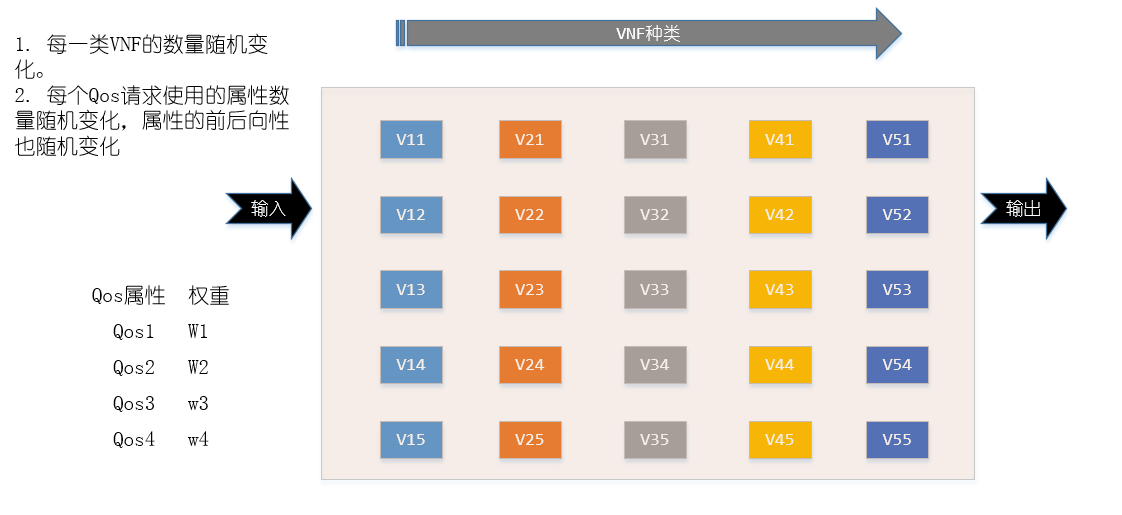 VNF种类
1. 每一类VNF的数量随机变
化。
2. 每个Qos请求使用的属性数
量随机变化，属性的前后向性
也随机变化
V11 V21 V31 V41 V51
输入 V12 V22 V32 V42 V52 输出
V13 V23 V33 V43 V53
Qos属性 权重
Qos1 W1
Qos2 W2
V14 V24 V34 V44 V54
Qos3 w3
Qos4 w4
V15 V25 V35 V45 V55